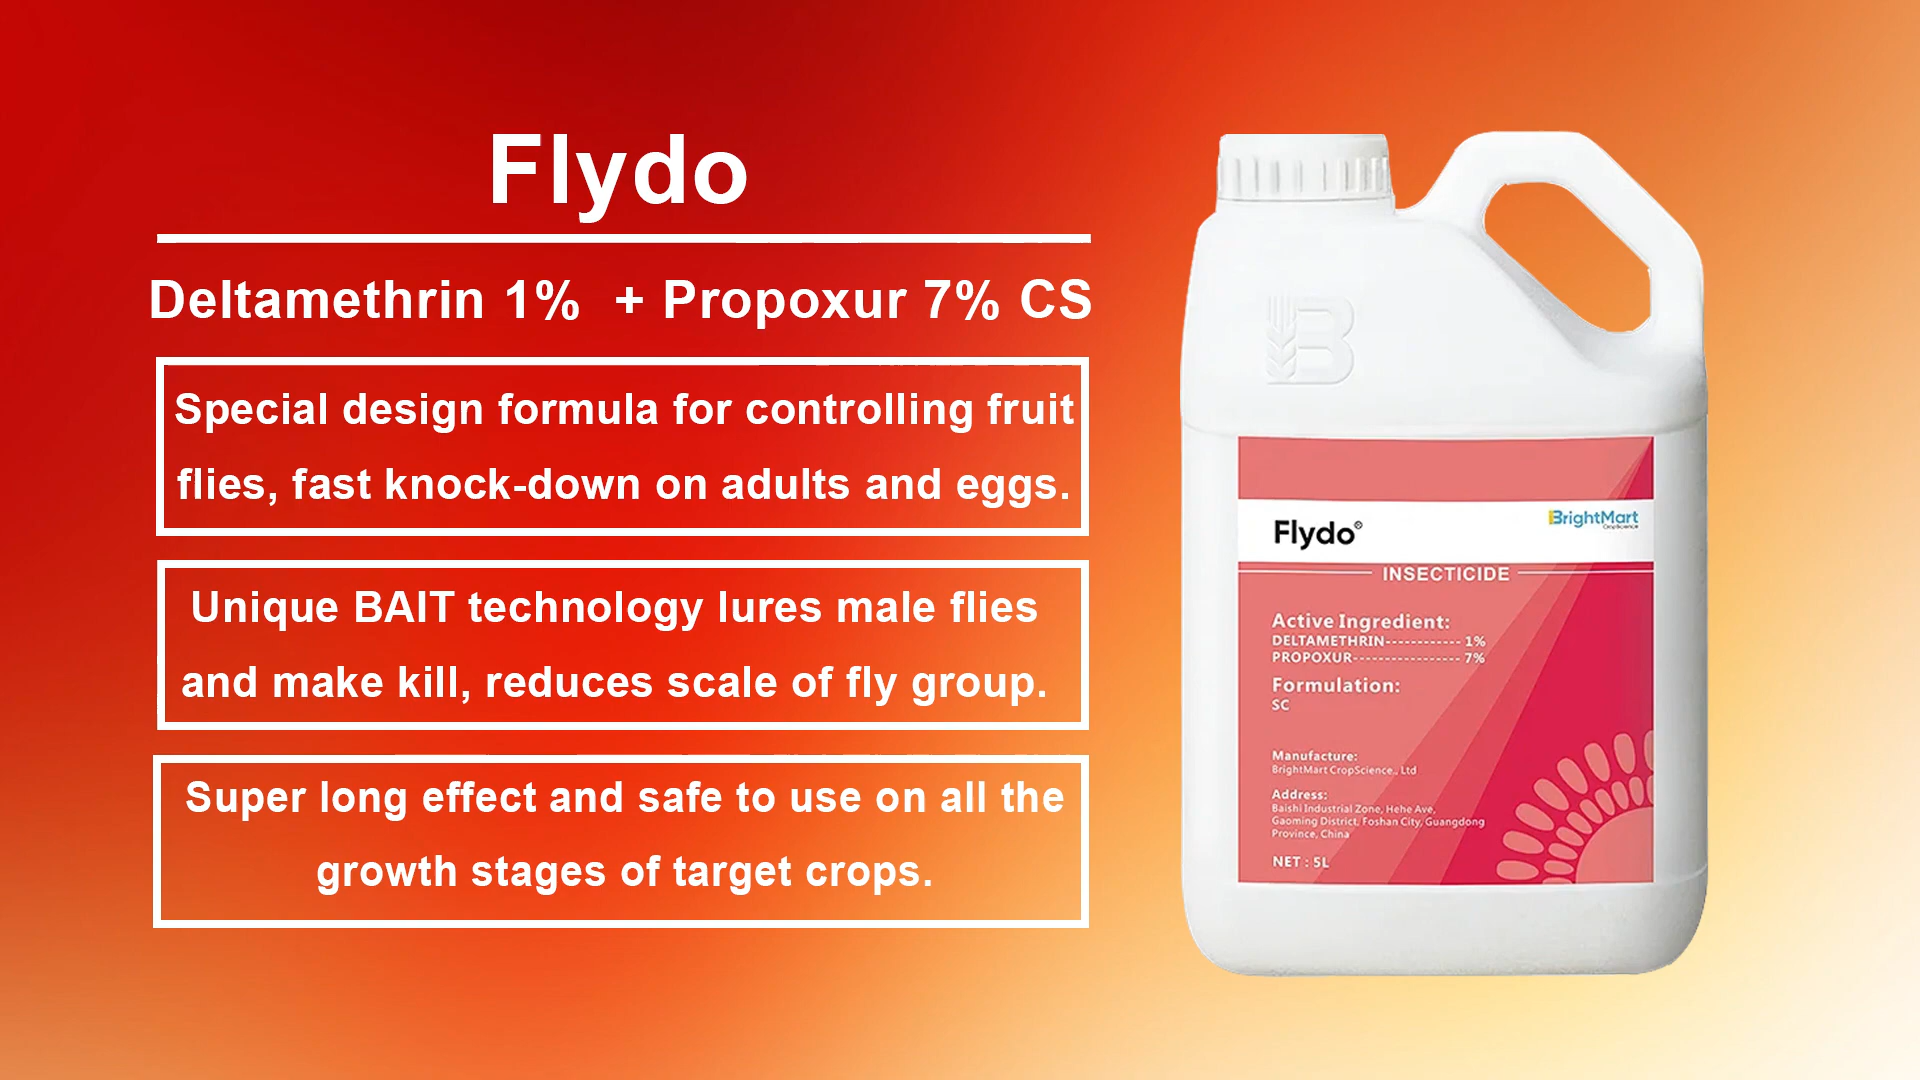 Flydo
Deltamethrin 1% + Propoxur 7% CS
Special design formula for controlling fruit
flies, fast knock-down on adults and eggs.
Unique BAIT technology lures male flies
and make kill, reduces scale of fly group.
Super long effect and safe to use on all the
growth stages of target crops.
B
Flydo®
BrightMart
CropScience
INSECTICIDE
Active Ingredient:
DELTAMETHRIN------------ 1%
PROPOXUR----------------- 7%
Formulation:
SC
Manufacture:
BrightMart CropScience., Ltd
Address:
Baishi Industrial Zone, Hehe Ave,
Gaoming District, Foshan City, Guangdong
Province, China
NET : 5L